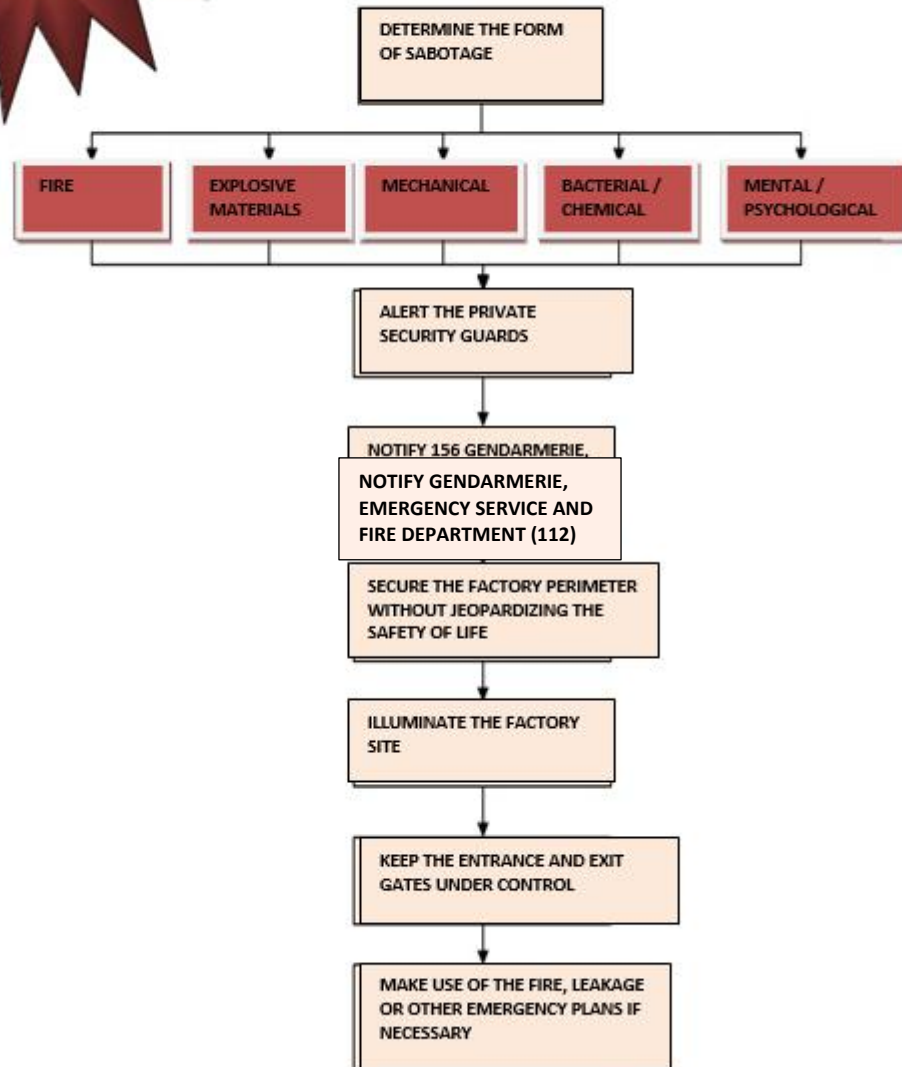 DETERMINE THE FORM
OF SABOTAGE
FIRE
EXPLOSIVE
MATERIALS
MECHANICAL
BACTERIAL /
CHEMICAL
MENTAL /
PSYCHOLOGICAL
ALERT THE PRIVATE
SECURITY GUARDS
NOTIFY 156 GENDARMERIE,
NOTIFY GENDARMERIE,
EMERGENCY SERVICE AND
FIRE DEPARTMENT (112)
SECURE THE FACTORY PERIMETER
WITHOUT JEOPARDIZING THE
SAFETY OF LIFE
ILLUMINATE THE FACTORY
SITE
KEEP THE ENTRANCE AND EXIT
GATES UNDER CONTROL
MAKE USE OF THE FIRE, LEAKAGE
OR OTHER EMERGENCY PLANS IF
NECESSARY